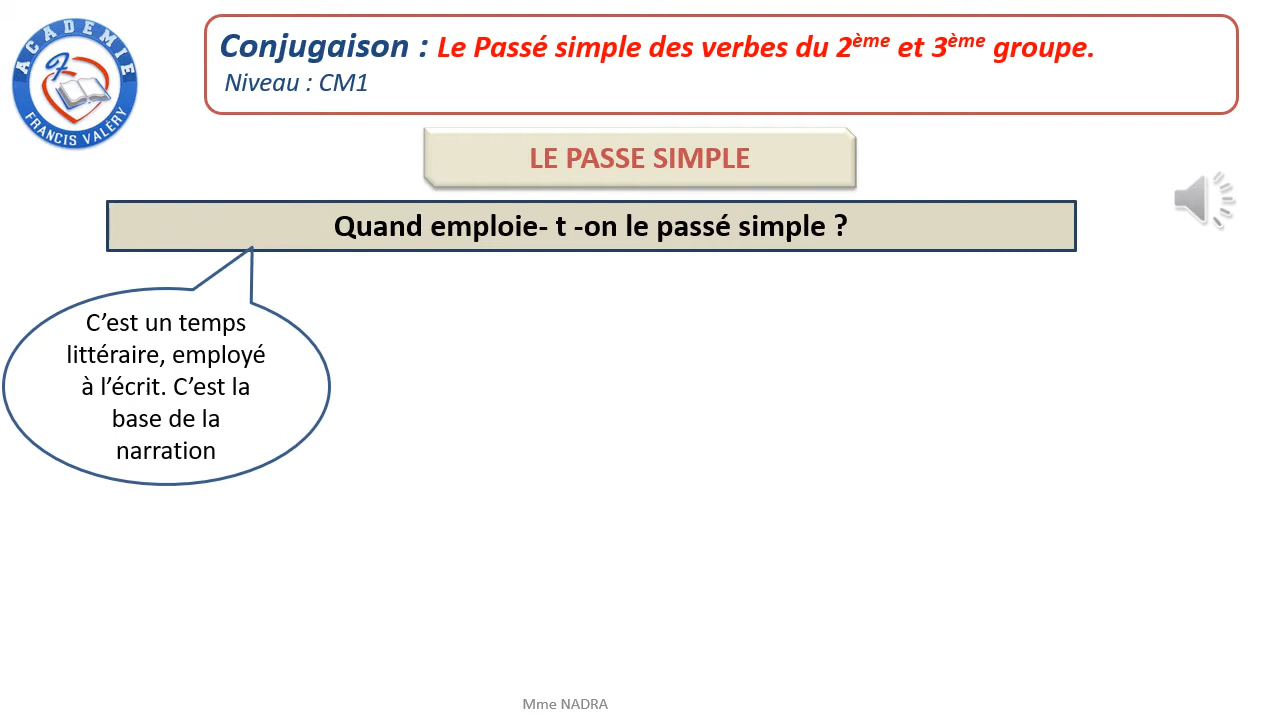 ACADEMIE
FRANCIS VALÉRY
Conjugaison : Le Passé simple des verbes du 2ème et 3ème groupe.
Niveau : CM1
LE PASSE SIMPLE
Quand emploie- t -on le passé simple ?
C’est un temps
littéraire, employé
à l’écrit. C’est la
base de la
narration
Mme NADRA